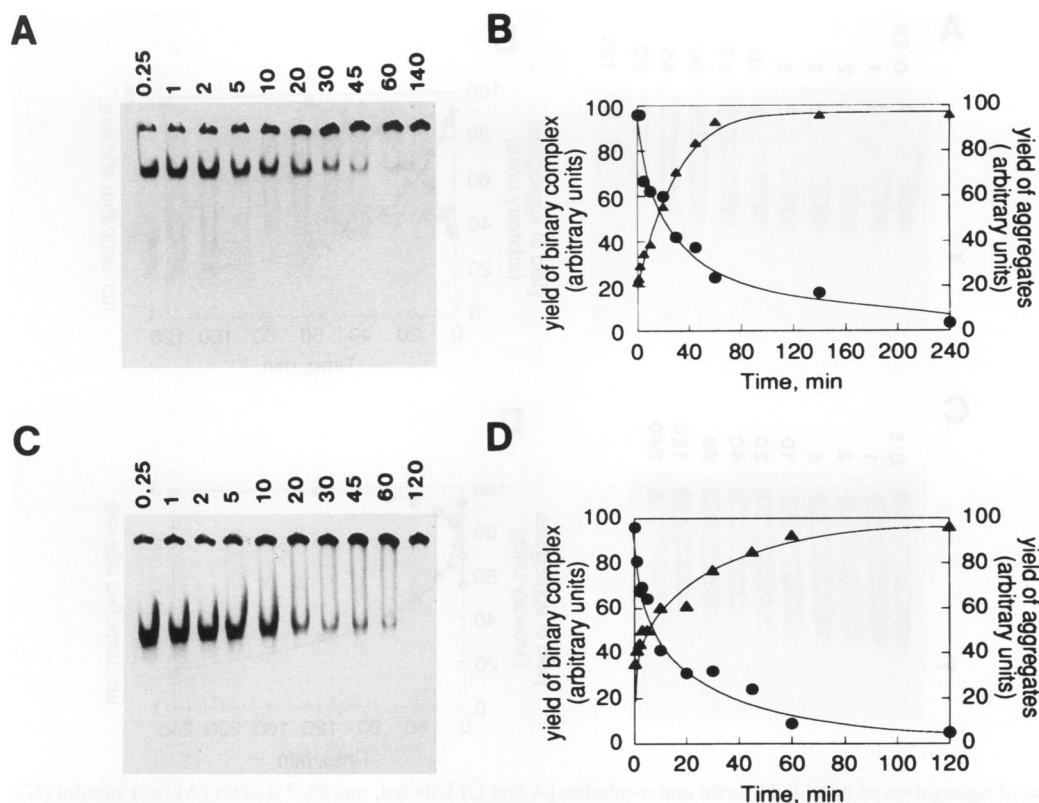 A
0.25 1 2 5 10 20 30 45 60 140
B
100 80 60 40 20 0
yield of binary complex
(arbitrary units)
100 80 60 40 20 0
yield of aggregates
(arbitrary units)
0 40 80 120 160 200 240
Time, min
C
0.25 1 2 5 10 20 30 45 60 120
D
100 80 60 40 20 0
yield of binary complex
(arbitrary units)
100 80 60 40 20 0
yield of aggregates
(arbitrary units)
0 20 40 60 80 100 120
Time, min